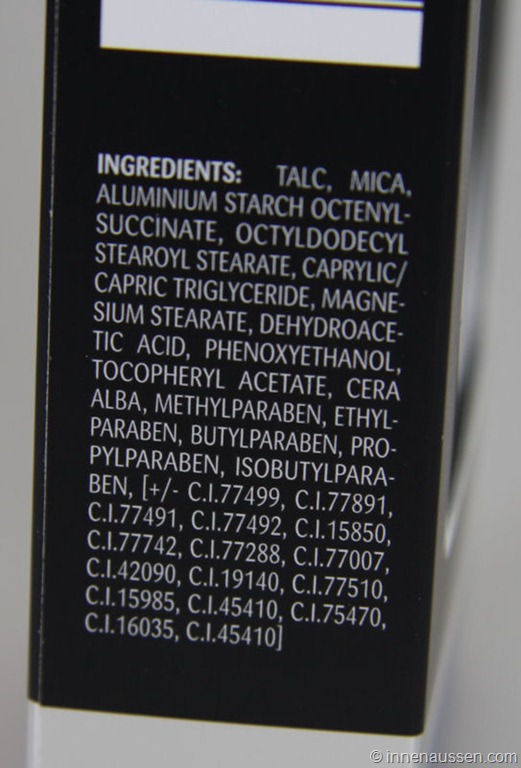 INGREDIENTS: TALC, MICA,
ALUMINIUM STARCH OCTENYL-
SUCCINATE, OCTYLDODECYL
STEAROYL STEARATE, CAPRYLIC/
CAPRIC TRIGLYCERIDE, MAGNE-
SIUM STEARATE, DEHYDROACE-
TIC ACID, PHENOXYETHANOL,
TOCOPHERYL ACETATE, CERA
ALBA, METHYLPARABEN, ETHYL-
PARABEN, BUTYLPARABEN, PRO-
PYLPARABEN, ISOBUTYLPARA-
BEN, [+/- C.I.77499, C.I.77891,
C.I.77491, C.I.77492, C.I.15850,
C.I.77742, C.I.77288, C.I.77007,
C.I.42090, C.I.19140, C.I.77510,
C.I.15985, C.I.45410, C.I.75470,
C.I.16035, C.I.45410]
© innenaussen.com